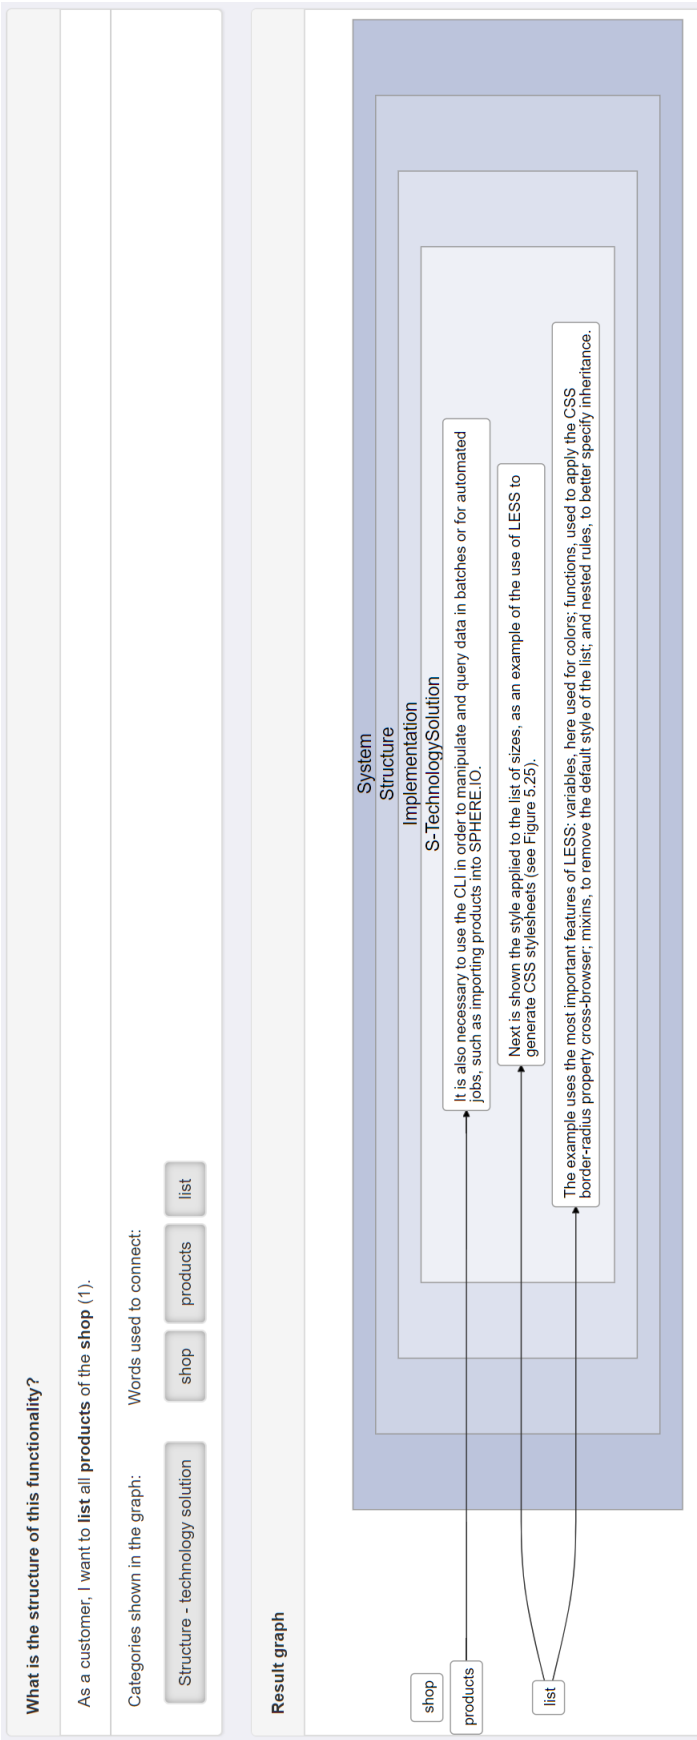 What is the structure of this functionality?
As a customer, I want to list all products of the shop (1).
Categories shown in the graph:
Words used to connect:
Structure - technology solution
shop
products
list
Result graph
System
Structure
Implementation
S-TechnologySolution
shop
products
It is also necessary to use the CLI in order to manipulate and query data in batches or for automated
jobs, such as importing products into SPHERE.IO.
Next is shown the style applied to the list of sizes, as an example of the use of LESS to
generate CSS stylesheets (see Figure 5.25).
list
The example uses the most important features of LESS: variables, here used for colors; functions, used to apply the CSS
border-radius property cross-browser; mixins, to remove the default style of the list; and nested rules, to better specify inheritance.